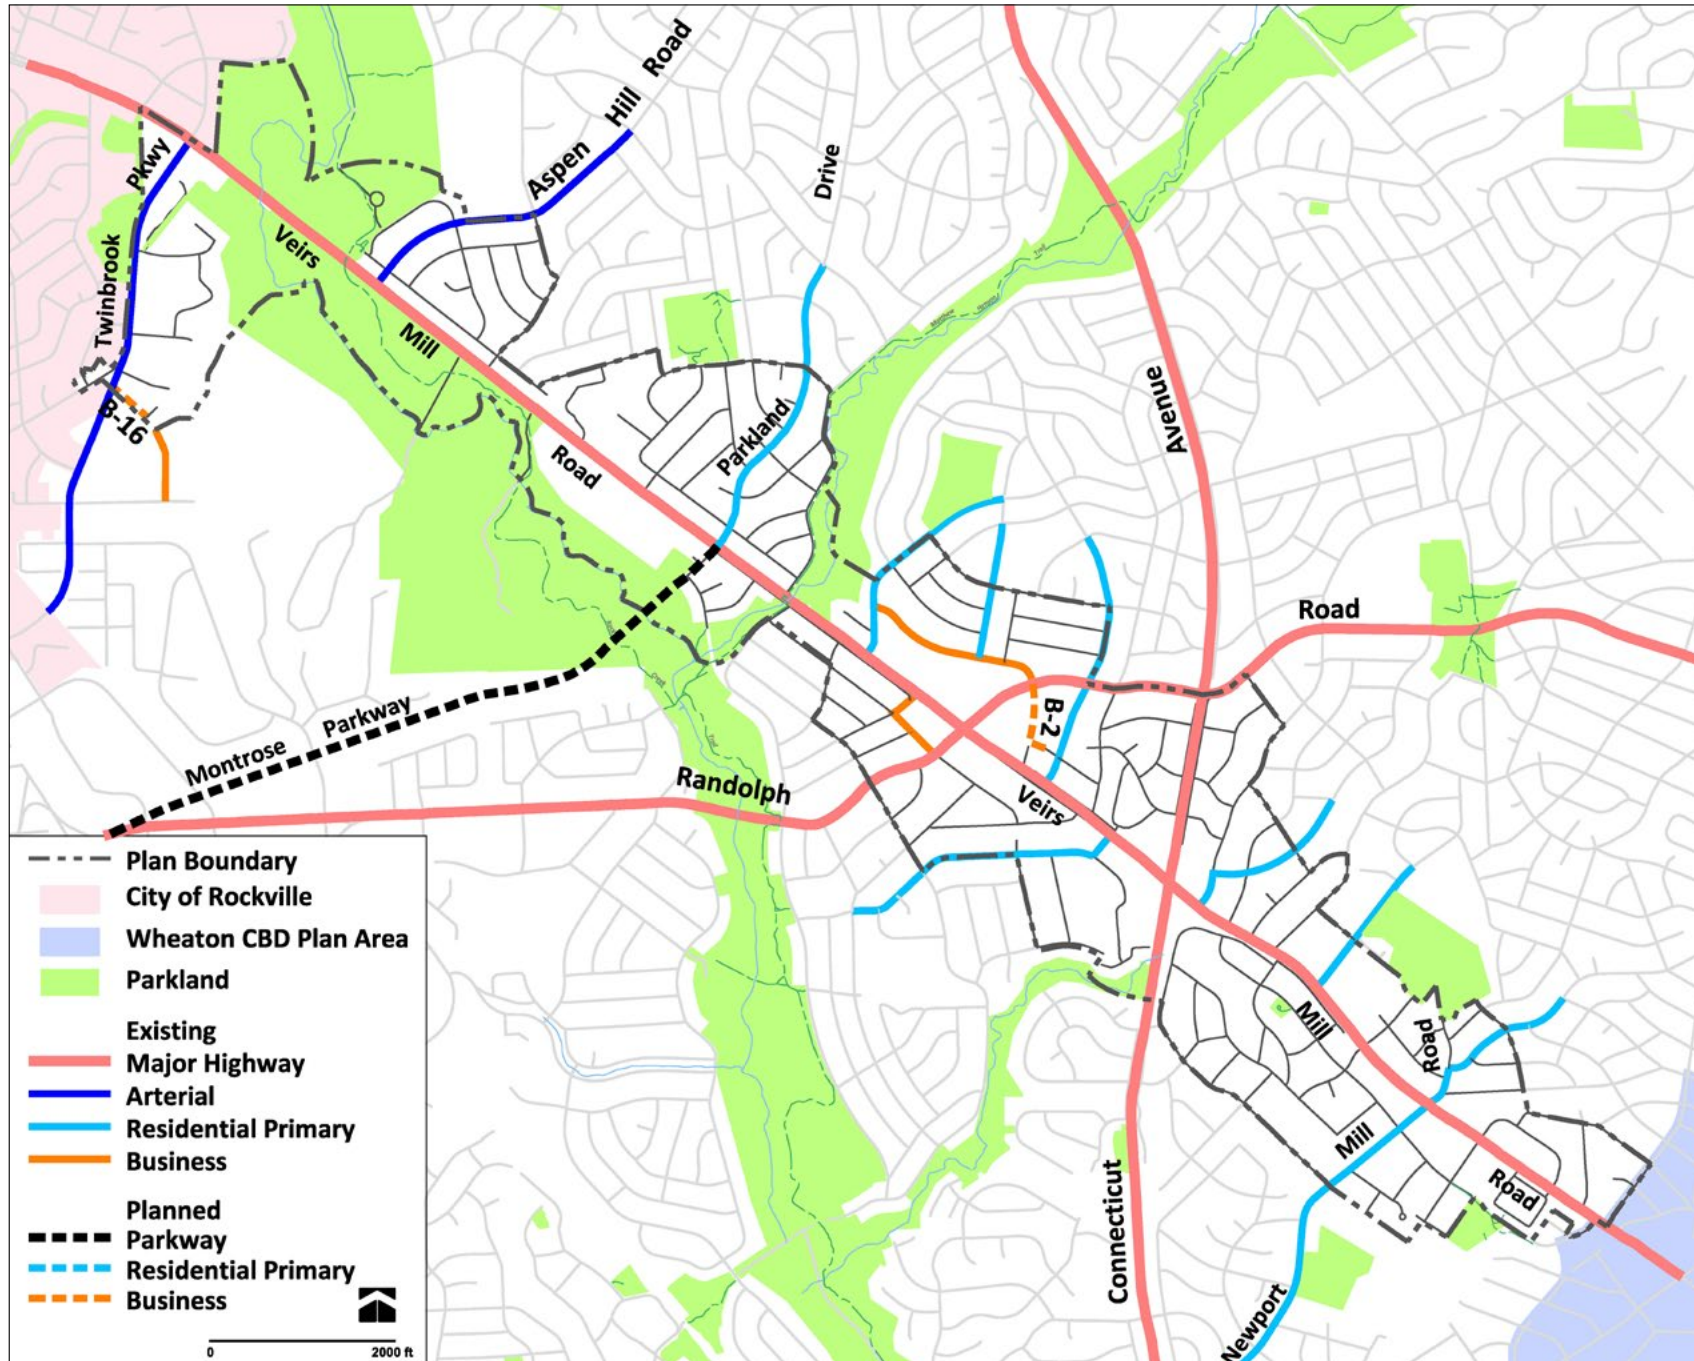 Aspen
Hill
Road
Drive
Pkwy
Twinbrook
Veirs
Mill
Road
B-16
Parkland
Avenue
Road
Montrose
Parkway
Randolph
B-2
Veirs
Mill
Road
Mill
Road
Connecticut
Newport
Plan Boundary
City of Rockville
Wheaton CBD Plan Area
Parkland
Existing
Major Highway
Arterial
Residential Primary
Business
Planned
Parkway
Residential Primary
Business
0 2000 ft